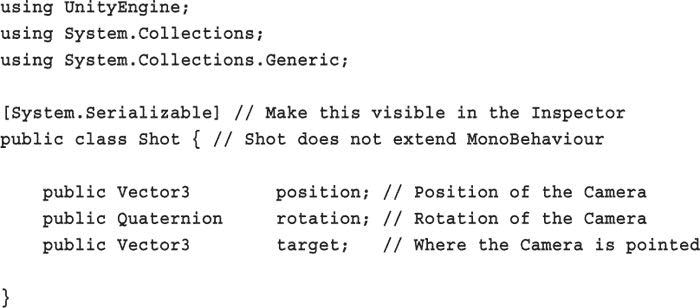 using UnityEngine;
using System.Collections;
using System.Collections.Generic;

[System.Serializable] // Make this visible in the Inspector
public class Shot { // Shot does not extend MonoBehaviour

    public Vector3         position; // Position of the Camera
    public Quaternion      rotation; // Rotation of the Camera
    public Vector3         target;   // Where the Camera is pointed

}